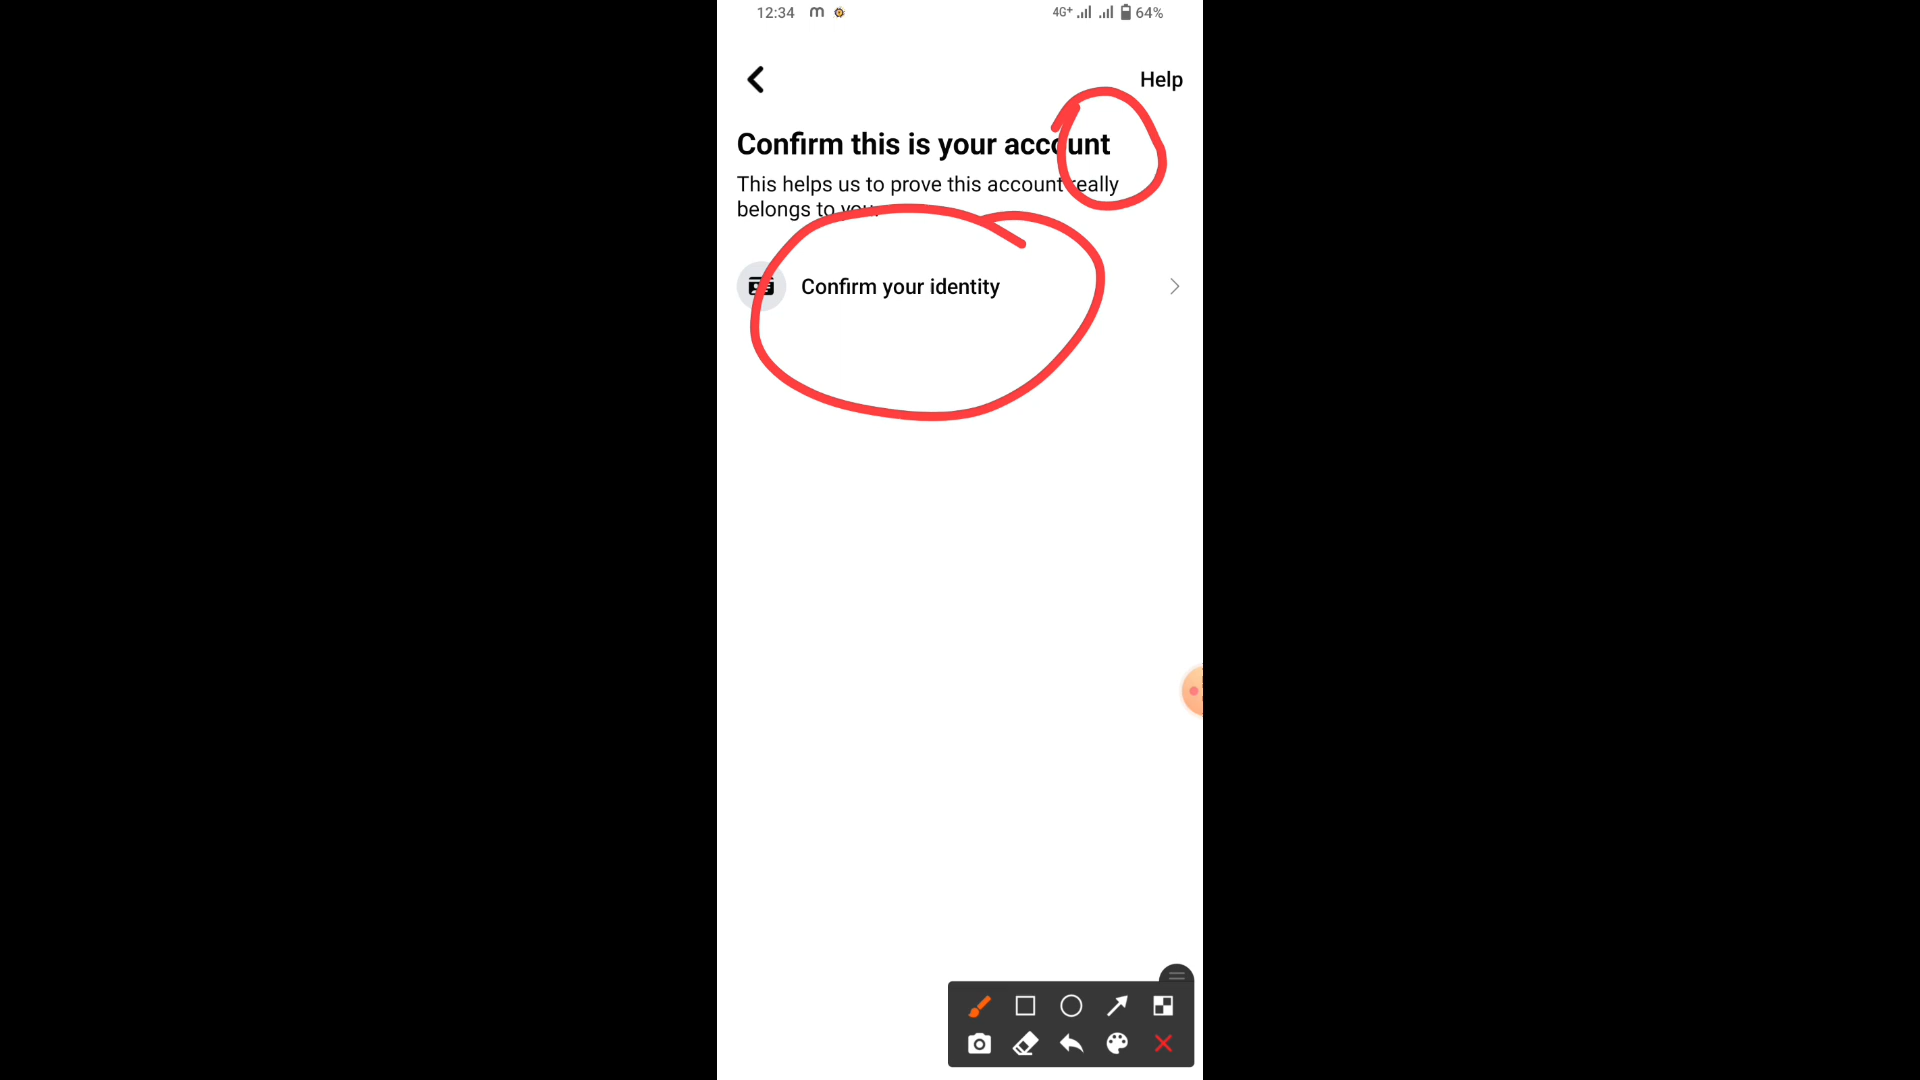 12:34 m 4G+ 64%
Help
Confirm this is your account
This helps us to prove this account really
belongs to you.
Confirm your identity